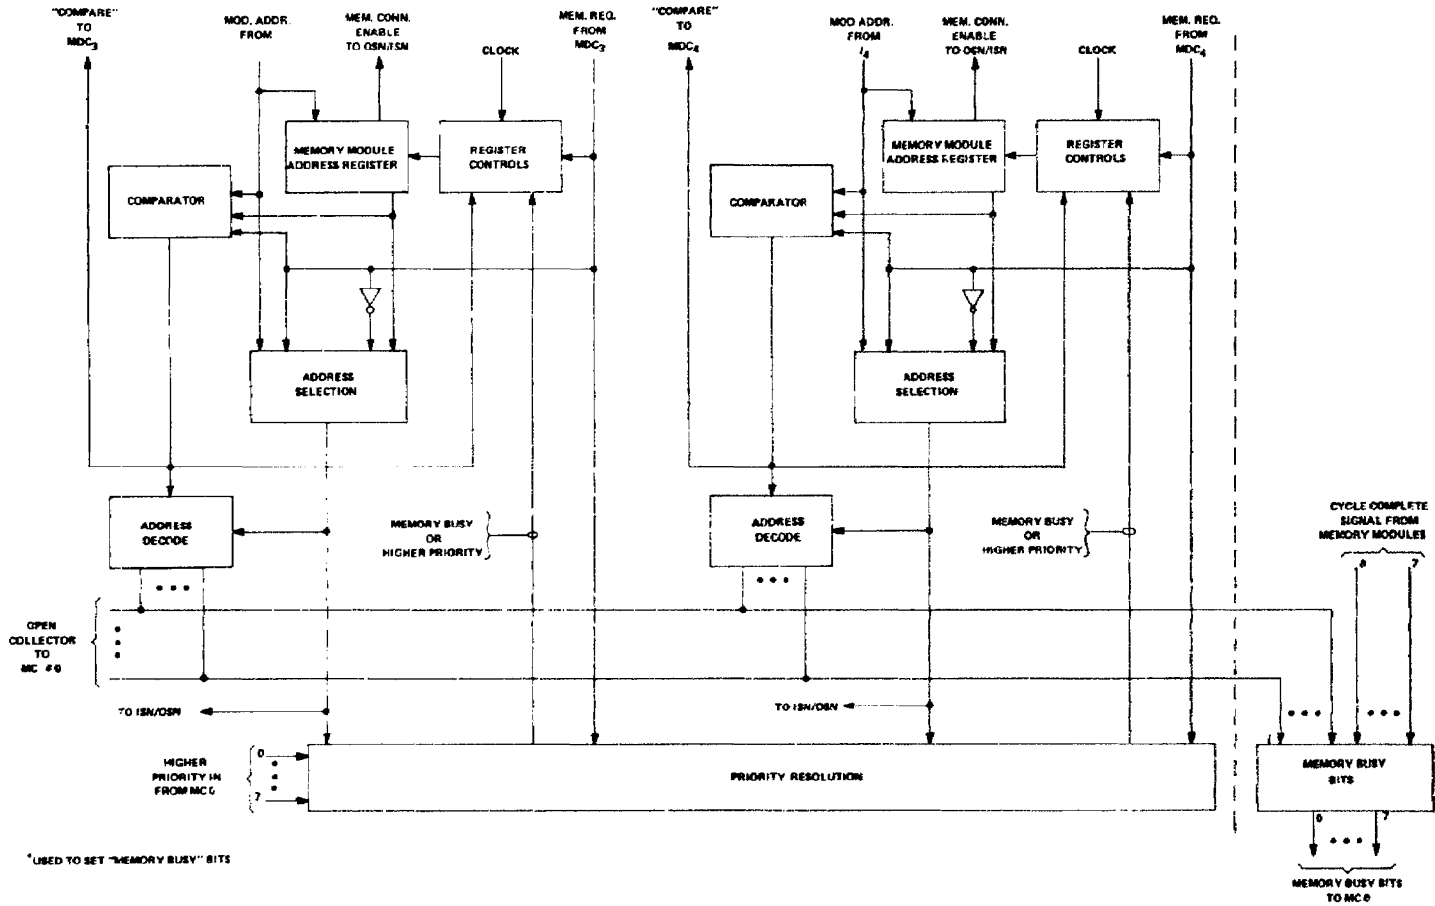 "COMPARE"
TO
MDC3
MOD. ADDR.
FROM
MEM. CONN.
ENABLE
TO OSN/ISN
CLOCK
MEM. REQ.
FROM
MDC3
"COMPARE"
TO
MDC4
MOD ADDR.
FROM
4
MEM. CONN.
ENABLE
TO OSN/ISN
CLOCK
MEM. REQ.
FROM
MDC4
MEMORY MODULE
ADDRESS REGISTER
REGISTER
CONTROLS
MEMORY MODULE
ADDRESS REGISTER
REGISTER
CONTROLS
COMPARATOR
COMPARATOR
ADDRESS
SELECTION
ADDRESS
SELECTION
ADDRESS
DECODE
MEMORY BUSY
OR
HIGHER PRIORITY
ADDRESS
DECODE
MEMORY BUSY
OR
HIGHER PRIORITY
CYCLE COMPLETE
SIGNAL FROM
MEMORY MODULES
7
OPEN
COLLECTOR
TO
MC #0
TO ISN/OSN
TO ISN/OSN
HIGHER
PRIORITY IN
FROM MC0
0
7
PRIORITY RESOLUTION
MEMORY BUSY
BITS
0
7
*USED TO SET "MEMORY BUSY" BITS
MEMORY BUSY BITS
TO MC0